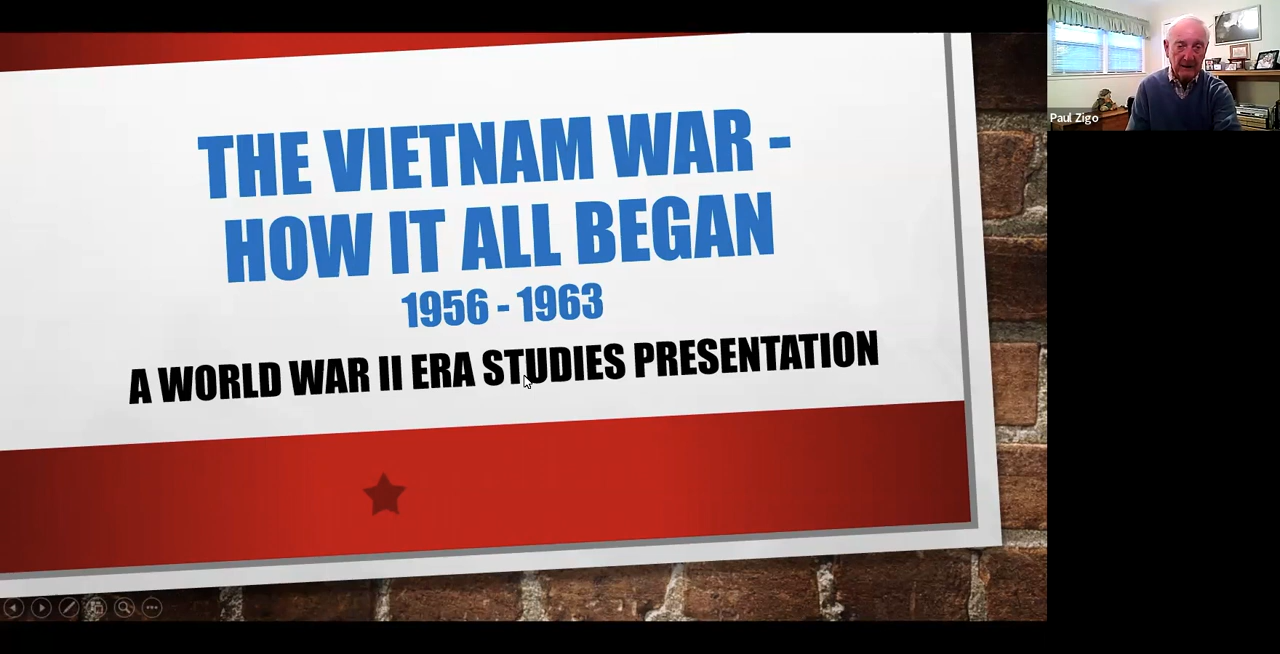 THE VIETNAM WAR -
HOW IT ALL BEGAN
1956 - 1963
A WORLD WAR II ERA STUDIES PRESENTATION
Paul Zigo